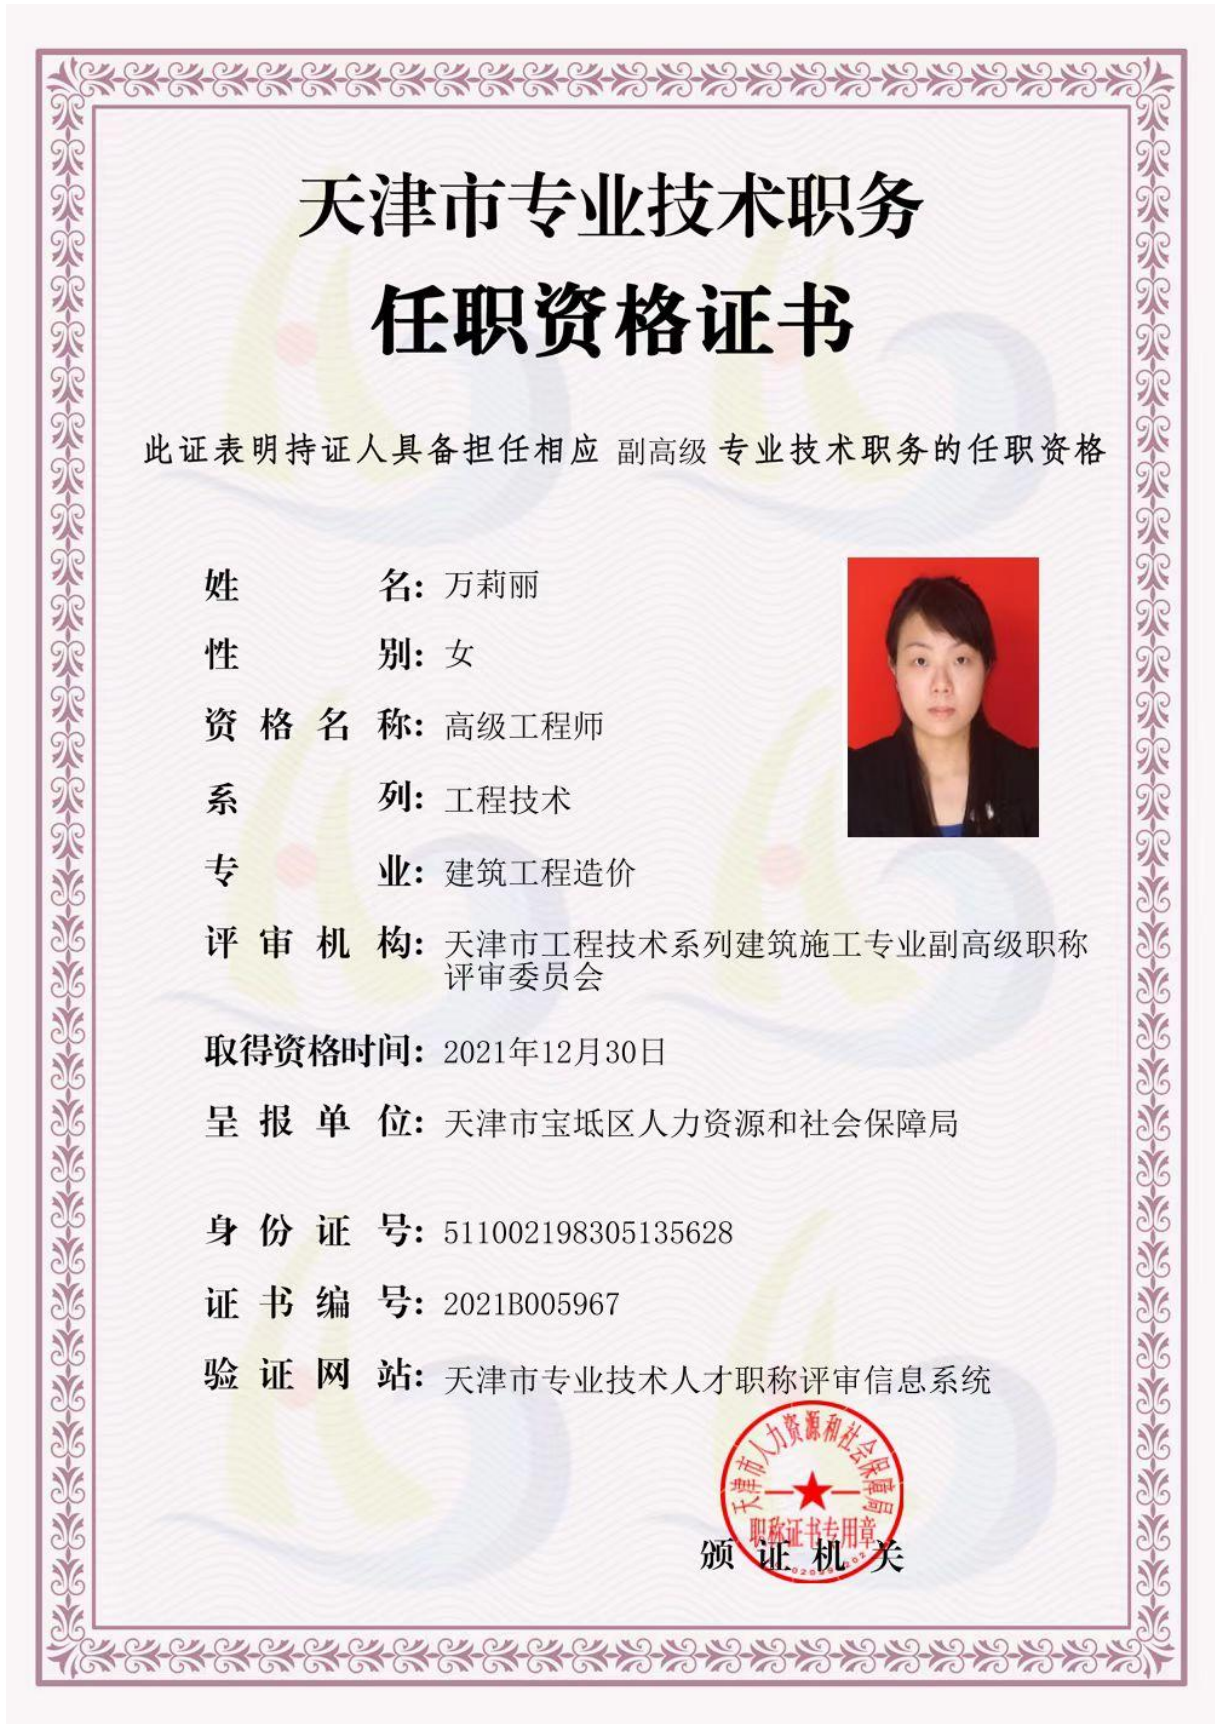 天津市专业技术职务
任职资格证书
此证表明持证人具备担任相应 副高级 专业技术职务的任职资格
姓名：万莉丽
性别：女
资格名称：高级工程师
系列：工程技术
专业：建筑工程造价
评审机构：天津市工程技术系列建筑施工专业副高级职称
评审委员会
取得资格时间：2021年12月30日
呈报单位：天津市宝坻区人力资源和社会保障局
身份证号：511002198305135628
证书编号：2021B005967
验证网站：天津市专业技术人才职称评审信息系统
天津市人力资源和社会保障局
职称证书专用章
颁证机关